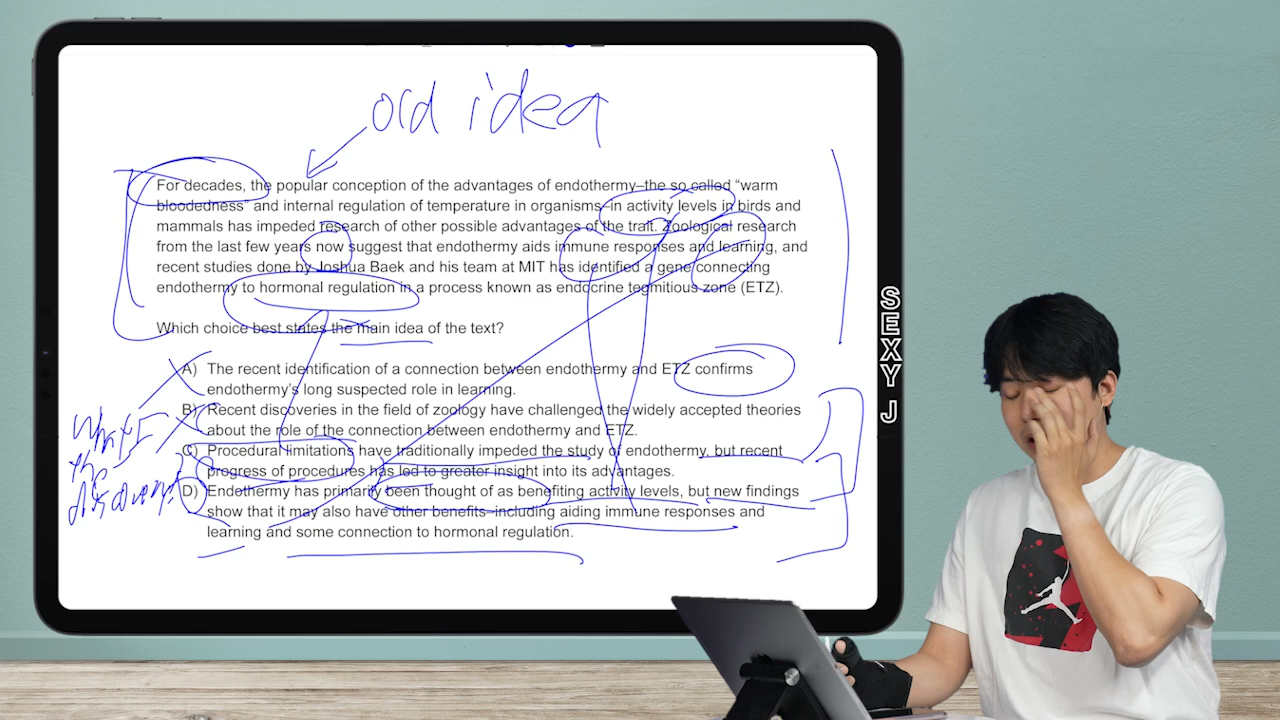 old idea
For decades, the popular conception of the advantages of endothermy–the so called “warm
bloodedness” and internal regulation of temperature in organisms–in activity levels in birds and
mammals has impeded research of other possible advantages of the trait. Zoological research
from the last few years now suggest that endothermy aids immune responses and learning, and
recent studies done by Joshua Baek and his team at MIT has identified a gene connecting
endothermy to hormonal regulation in a process known as endocrine tegmitious zone (ETZ).
Which choice best states the main idea of the text?
A) The recent identification of a connection between endothermy and ETZ confirms
endothermy’s long suspected role in learning.
B) Recent discoveries in the field of zoology have challenged the widely accepted theories
about the role of the connection between endothermy and ETZ.
C) Procedural limitations have traditionally impeded the study of endothermy, but recent
progress of procedures has led to greater insight into its advantages.
D) Endothermy has primarily been thought of as benefiting activity levels, but new findings
show that it may also have other benefits–including aiding immune responses and
learning and some connection to hormonal regulation.
SEXY J